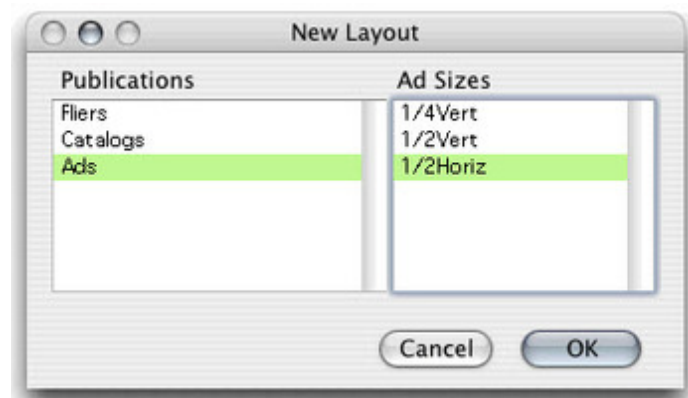 New Layout
Publications
Fliers
Catalogs
Ads
Ad Sizes
1/4Vert
1/2Vert
1/2Horiz
Cancel
OK